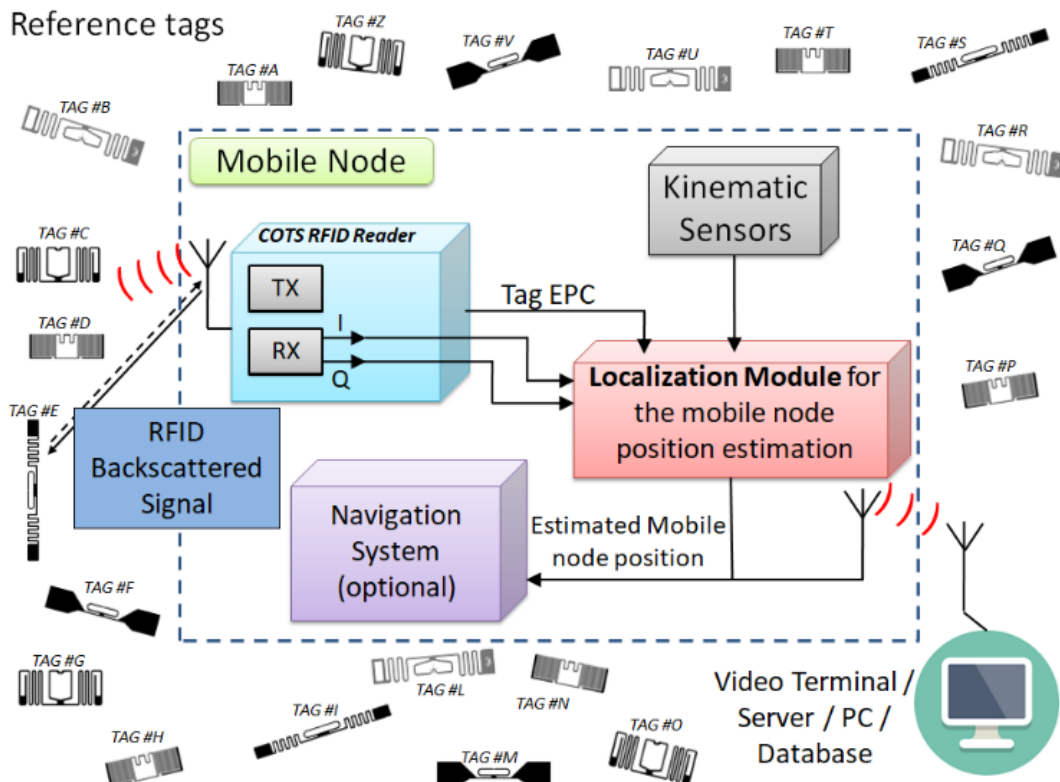 Reference tags
TAG #Z
TAG #V
TAG #U
TAG #T
TAG #S
TAG #A
TAG #B
TAG #R
Mobile Node
Kinematic
Sensors
COTS RFID Reader
TAG #C
TAG #Q
TX
Tag EPC
I
RX
Q
TAG #D
Localization Module for
the mobile node
position estimation
TAG #P
TAG #E
RFID
Backscattered
Signal
Navigation
System
(optional)
Estimated Mobile
node position
TAG #F
TAG #G
TAG #L
TAG #N
TAG #I
TAG #H
TAG #M
TAG #O
Video Terminal /
Server / PC /
Database